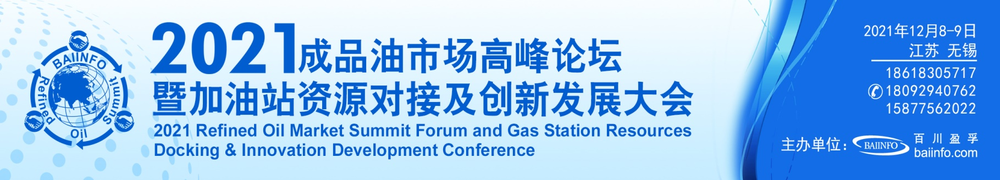 BAIINFO
Refined
Oil
Summit
2021成品油市场高峰论坛
暨加油站资源对接及创新发展大会
2021 Refined Oil Market Summit Forum and Gas Station Resources
Docking & Innovation Development Conference
2021年12月8-9日
江苏 无锡
18618305717
18092940762
15877562022
主办单位：BAIINFO 百川盈孚
baiinfo.com